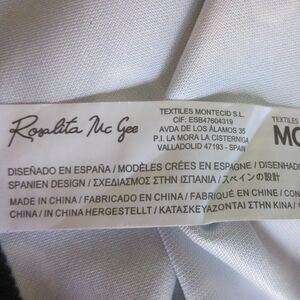 Rosalita Mc Gee
TEXTILES MONTECID S.L.
CIF: ESB47604319
AVDA DE LOS ÁLAMOS 35
P.I. LA MORA LA CISTERNIGA
VALLADOLID 47193 - SPAIN
TEXTILES
MO
DISEÑADO EN ESPAÑA / MODÈLES CRÉES EN ESPAGNE / DISENHADO
SPANIEN DESIGN / ΣΧΕΔΙΑΣΜΟΣ ΣΤΗΝ ΙΣΠΑΝΙΑ / スペインの設計
MADE IN CHINA / FABRICADO EN CHINA / FABRIQUÉ EN CHINE / CON
CHINA / IN CHINA HERGESTELLT / ΚΑΤΑΣΚΕΥΑΖΟΝΤΑΙ ΣΤΗΝ ΚΙΝΑ /